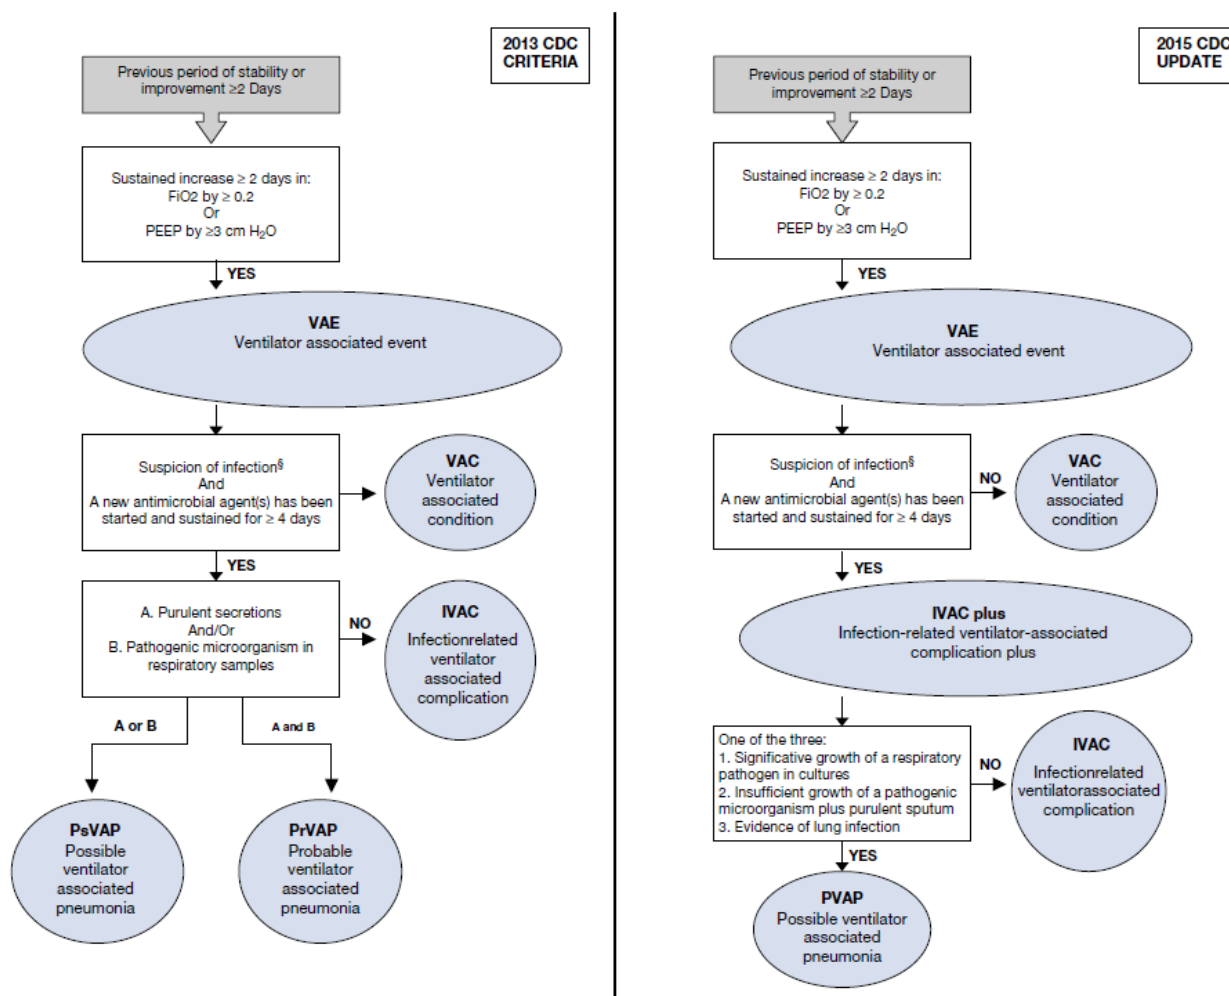 2013 CDC
CRITERIA
Previous period of stability or
improvement ≥2 Days
Sustained increase ≥ 2 days in:
FiO2 by ≥ 0.2
Or
PEEP by ≥3 cm H₂O
YES
VAE
Ventilator associated event
Suspicion of infection§
And
A new antimicrobial agent(s) has been
started and sustained for ≥ 4 days
VAC
Ventilator
associated
condition
YES
A. Purulent secretions
And/Or
B. Pathogenic microorganism in
respiratory samples
NO
IVAC
Infectionrelated
ventilator
associated
complication
A or B
A and B
PsVAP
Possible
ventilator
associated
pneumonia
PrVAP
Probable
ventilator
associated
pneumonia
2015 CDC
UPDATE
Previous period of stability or
improvement ≥2 Days
Sustained increase ≥ 2 days in:
FiO2 by ≥ 0.2
Or
PEEP by ≥3 cm H₂O
YES
VAE
Ventilator associated event
Suspicion of infection§
And
A new antimicrobial agent(s) has been
started and sustained for ≥ 4 days
NO
VAC
Ventilator
associated
condition
YES
IVAC plus
Infection-related ventilator-associated
complication plus
One of the three:
1. Significative growth of a respiratory
pathogen in cultures
2. Insufficient growth of a pathogenic
microorganism plus purulent sputum
3. Evidence of lung infection
NO
IVAC
Infectionrelated
ventilatorassociated
complication
YES
PVAP
Possible ventilator
associated
pneumonia